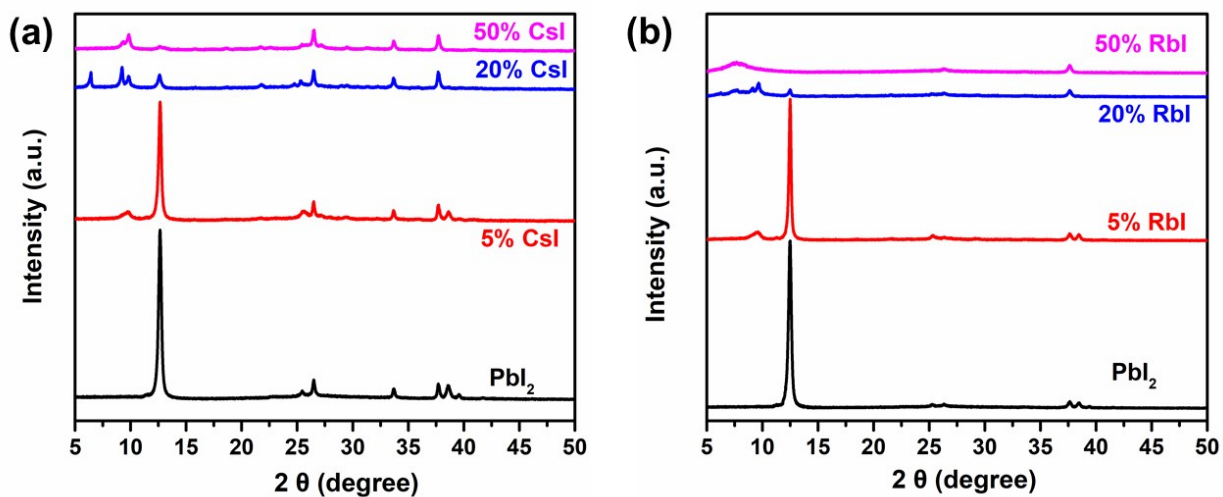 (a)
50% CsI
20% CsI
5% CsI
PbI₂
Intensity (a.u.)
5 10 15 20 25 30 35 40 45 50
2 θ (degree)
(b)
50% RbI
20% RbI
5% RbI
PbI₂
Intensity (a.u.)
5 10 15 20 25 30 35 40 45 50
2 θ (degree)